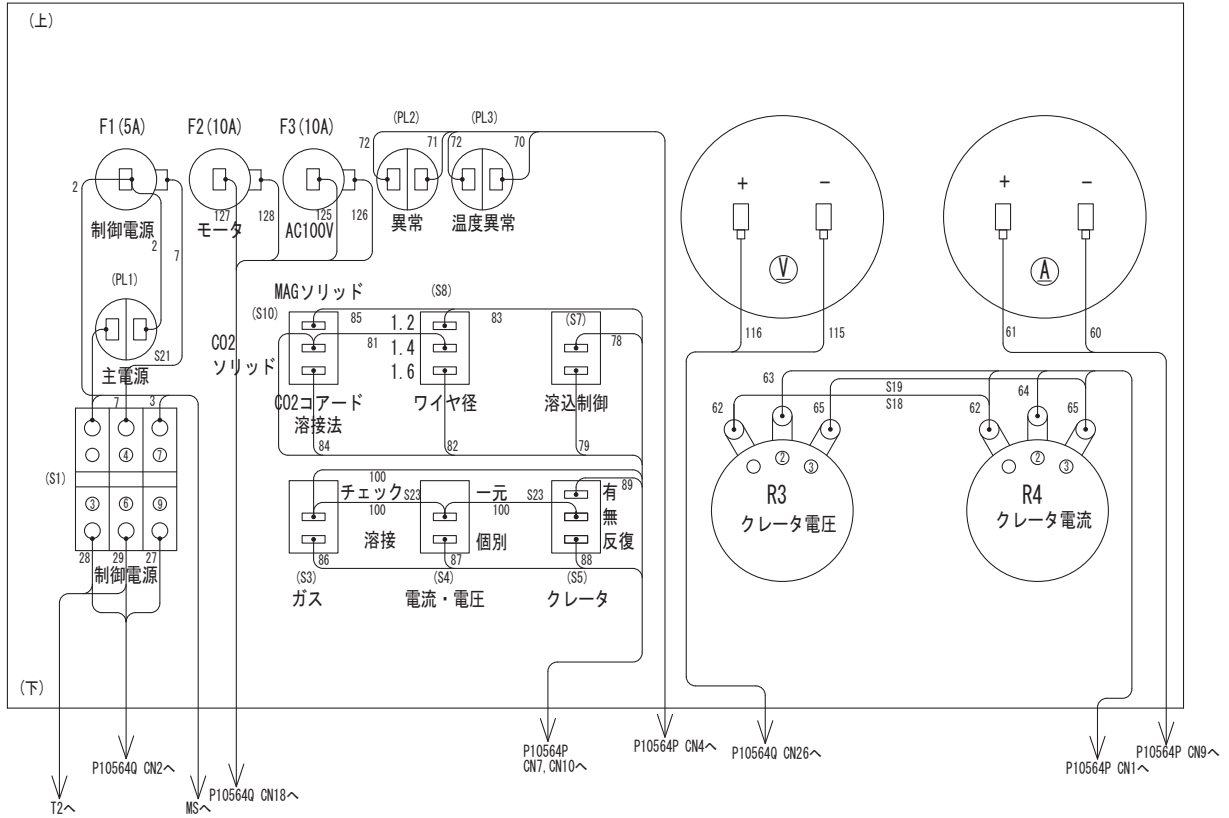 (上)
F1(5A)
F2(10A)
F3(10A)
(PL2)
(PL3)
72
71
72
70
2
127
128
125
126
制御電源
モータ
AC100V
異常
温度異常
2
7
+
-
+
-
V
A
(PL1)
MAGソリッド
(S8)
(S10)
85
1.2
83
(S7)
116
115
61
60
S21
CO2
ソリッド
81
1.4
78
主電源
1.6
63
S19
64
7
3
CO2コアード
ワイヤ径
溶込制御
62
65
S18
62
65
溶接法
84
82
79
④
⑦
②
③
②
③
(S1)
100
89
R3
R4
チェック
S23
一元
S23
有
③
⑥
⑨
100
100
無
クレータ電圧
クレータ電流
溶接
個別
反復
28
29
27
86
87
88
制御電源
(S3)
(S4)
(S5)
ガス
電流・電圧
クレータ
(下)
P10564Q CN2へ
P10564P
CN7,CN10へ
P10564P CN4へ
P10564Q CN26へ
P10564P CN1へ
P10564P CN9へ
T2へ
MSへ
P10564Q CN18へ